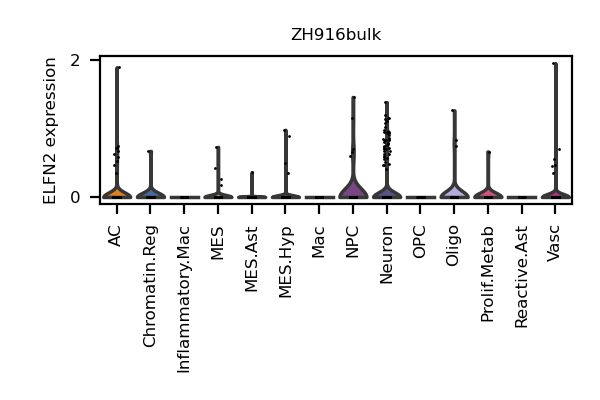 ZH916bulk
ELFN2 expression
2
0
AC
Chromatin.Reg
Inflammatory.Mac
MES
MES.Ast
MES.Hyp
Mac
NPC
Neuron
OPC
Oligo
Prolif.Metab
Reactive.Ast
Vasc